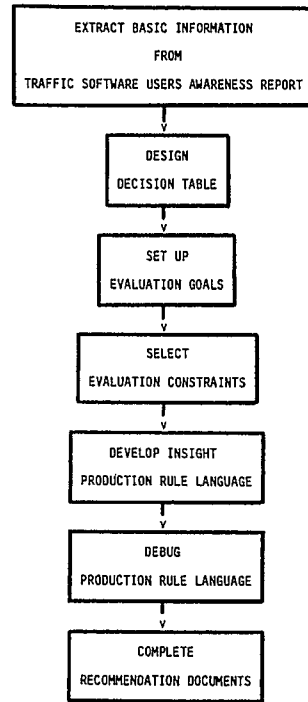 EXTRACT BASIC INFORMATION
FROM
TRAFFIC SOFTWARE USERS AWARENESS REPORT
DESIGN
DECISION TABLE
SET UP
EVALUATION GOALS
SELECT
EVALUATION CONSTRAINTS
DEVELOP INSIGHT
PRODUCTION RULE LANGUAGE
DEBUG
PRODUCTION RULE LANGUAGE
COMPLETE
RECOMMENDATION DOCUMENTS